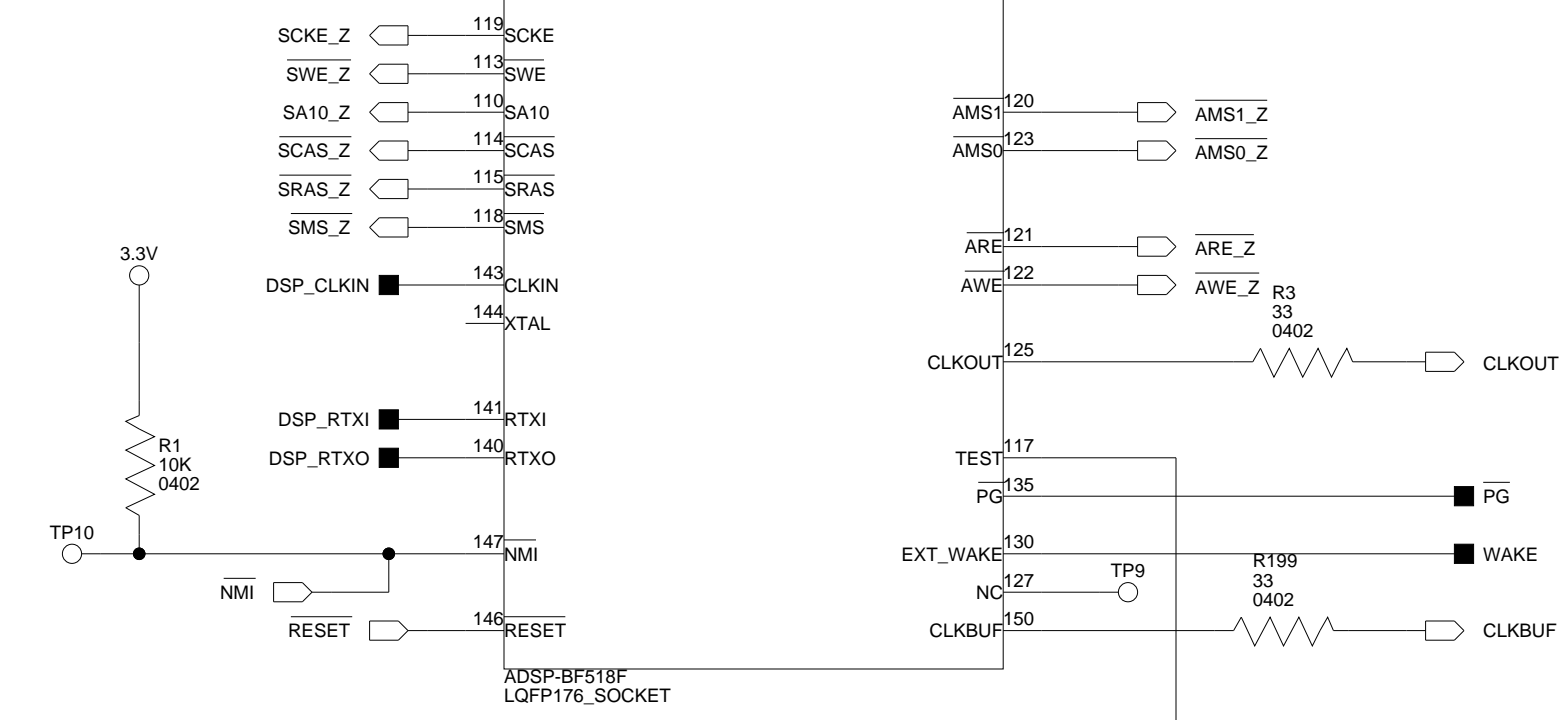 SCKE_Z 119 SCKE
SWE_Z 113 SWE
SA10_Z 110 SA10
SCAS_Z 114 SCAS
SRAS_Z 115 SRAS
SMS_Z 118 SMS
3.3V
DSP_CLKIN 143 CLKIN
144 XTAL
DSP_RTXI 141 RTXI
DSP_RTXO 140 RTXO
R1
10K
0402
TP10
147 NMI
NMI
RESET 146 RESET
AMS1 120 AMS1_Z
AMS0 123 AMS0_Z
ARE 121 ARE_Z
AWE 122 AWE_Z
R3
33
0402
CLKOUT 125 CLKOUT
TEST 117
PG 135 PG
EXT_WAKE 130 WAKE
NC 127 TP9
R199
33
0402
CLKBUF 150 CLKBUF
ADSP-BF518F
LQFP176_SOCKET